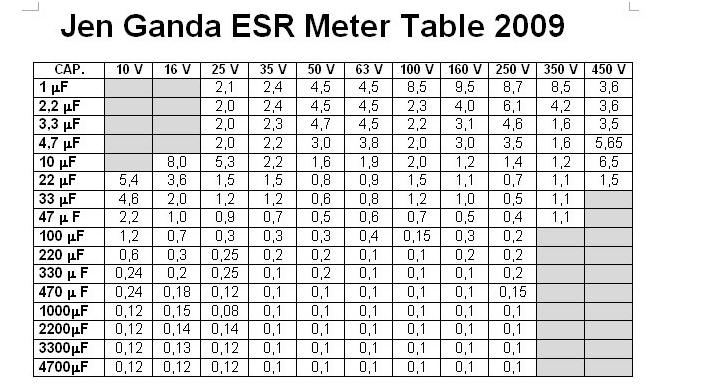 Jen Ganda ESR Meter Table 2009
CAP. 10 V 16 V 25 V 35 V 50 V 63 V 100 V 160 V 250 V 350 V 450 V
1 µF 2,1 2,4 4,5 4,5 8,5 9,5 8,7 8,5 3,6
2,2 µF 2,0 2,4 4,5 4,5 2,3 4,0 6,1 4,2 3,6
3,3 µF 2,0 2,3 4,7 4,5 2,2 3,1 4,6 1,6 3,5
4,7 µF 2,0 2,2 3,0 3,8 2,0 3,0 3,5 1,6 5,65
10 µF 8,0 5,3 2,2 1,6 1,9 2,0 1,2 1,4 1,2 6,5
22 µF 5,4 3,6 1,5 1,5 0,8 0,9 1,5 1,1 0,7 1,1 1,5
33 µF 4,6 2,0 1,2 1,2 0,6 0,8 1,2 1,0 0,5 1,1
47 µ F 2,2 1,0 0,9 0,7 0,5 0,6 0,7 0,5 0,4 1,1
100 µF 1,2 0,7 0,3 0,3 0,3 0,4 0,15 0,3 0,2
220 µF 0,6 0,3 0,25 0,2 0,2 0,1 0,1 0,2 0,2
330 µ F 0,24 0,2 0,25 0,1 0,2 0,1 0,1 0,1 0,2
470 µ F 0,24 0,18 0,12 0,1 0,1 0,1 0,1 0,1 0,15
1000µF 0,12 0,15 0,08 0,1 0,1 0,1 0,1 0,1 0,1
2200µF 0,12 0,14 0,14 0,1 0,1 0,1 0,1 0,1 0,1
3300µF 0,12 0,13 0,12 0,1 0,1 0,1 0,1 0,1 0,1
4700µF 0,12 0,12 0,12 0,1 0,1 0,1 0,1 0,1 0,1